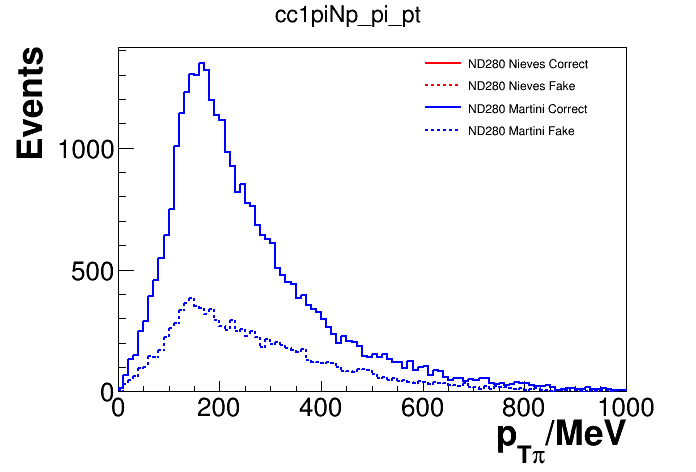 cc1piNp_pi_pt
Events
ND280 Nieves Correct
ND280 Nieves Fake
ND280 Martini Correct
ND280 Martini Fake
1000
500
0
0 200 400 600 800 1000
pTπ/MeV